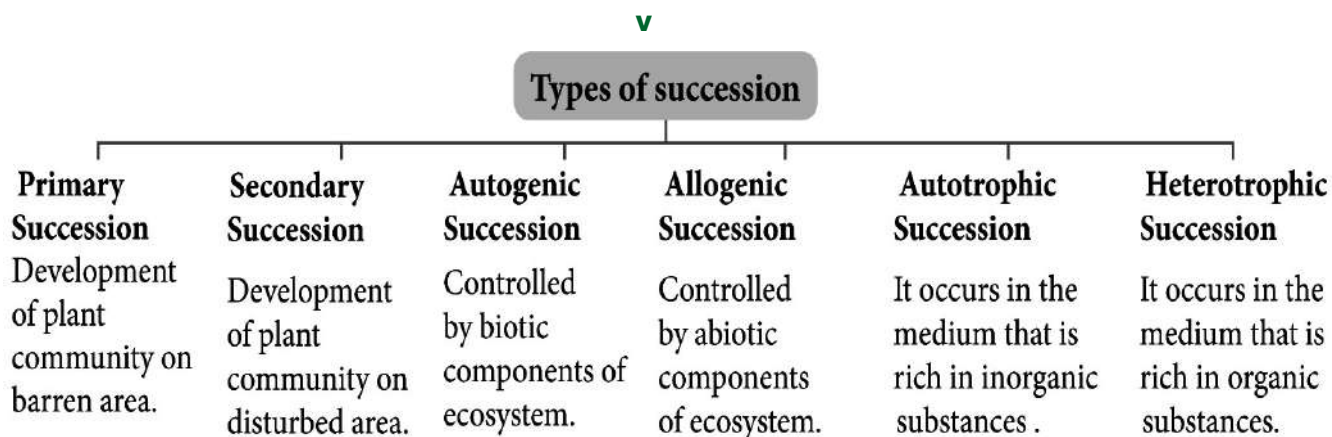 v
Types of succession
Primary
Succession
Development
of plant
community on
barren area.
Secondary
Succession
Development
of plant
community on
disturbed area.
Autogenic
Succession
Controlled
by biotic
components of
ecosystem.
Allogenic
Succession
Controlled
by abiotic
components
of ecosystem.
Autotrophic
Succession
It occurs in the
medium that is
rich in inorganic
substances .
Heterotrophic
Succession
It occurs in the
medium that is
rich in organic
substances.